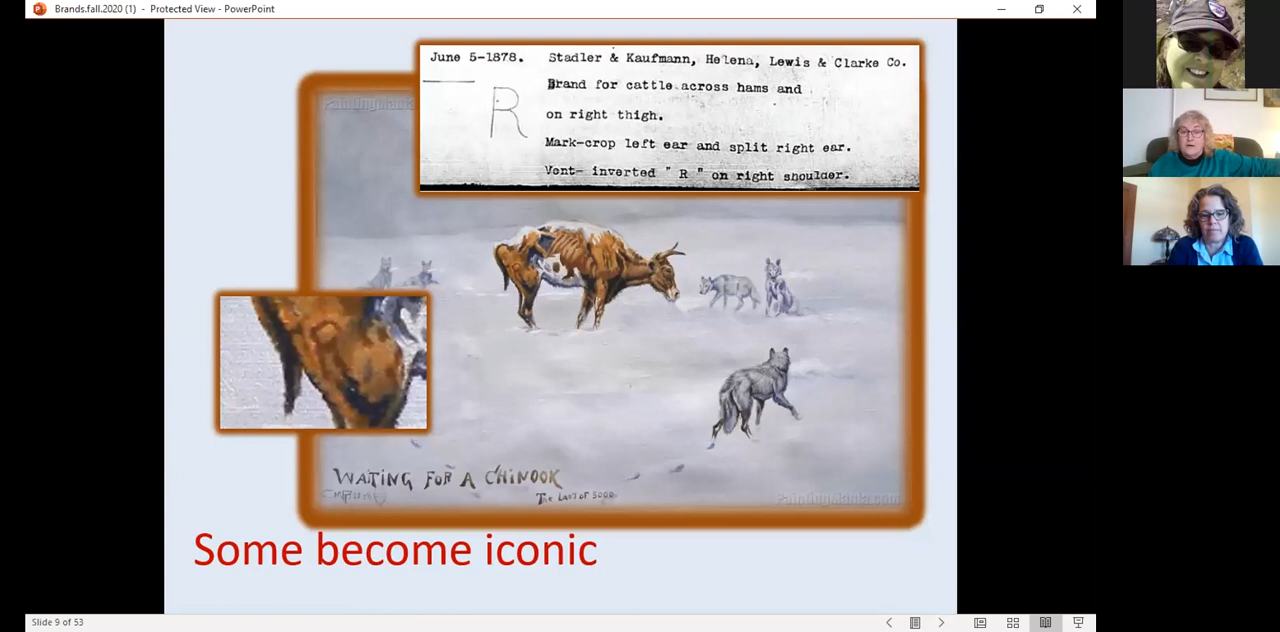 Brands.fall.2020 (1) - Protected View - PowerPoint
June 5-1878. Stadler & Kaufmann, Helena, Lewis & Clarke Co.
Brand for cattle across hams and
R
on right thigh.
Mark-crop left ear and split right ear.
Vent- inverted " R " on right shoulder.
WAITING FOR A CHINOOK
The Last of 5000
PaintingMania.com
Some become iconic
Slide 9 of 53